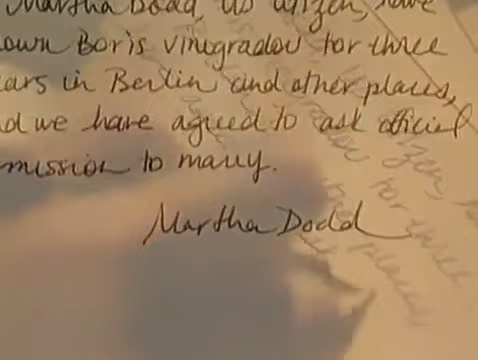 Martha Dodd, US citizen, have
own Boris Vinogradov for three
ars in Berlin and other places,
d we have agreed to ask official
mission to marry.
Martha Dodd